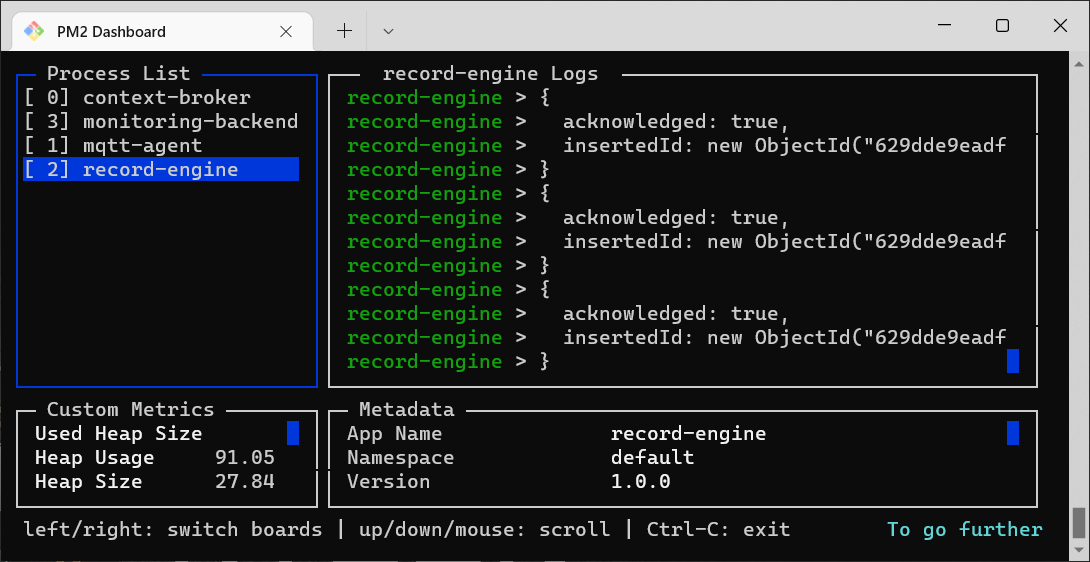 PM2 Dashboard
Process List
[ 0] context-broker
[ 3] monitoring-backend
[ 1] mqtt-agent
[ 2] record-engine
record-engine Logs
record-engine > {
record-engine >   acknowledged: true,
record-engine >   insertedId: new ObjectId("629dde9eadf
record-engine > }
record-engine > {
record-engine >   acknowledged: true,
record-engine >   insertedId: new ObjectId("629dde9eadf
record-engine > }
record-engine > {
record-engine >   acknowledged: true,
record-engine >   insertedId: new ObjectId("629dde9eadf
record-engine > }
Custom Metrics
Used Heap Size
Heap Usage     91.05
Heap Size      27.84
Metadata
App Name              record-engine
Namespace             default
Version               1.0.0
left/right: switch boards | up/down/mouse: scroll | Ctrl-C: exit        To go further